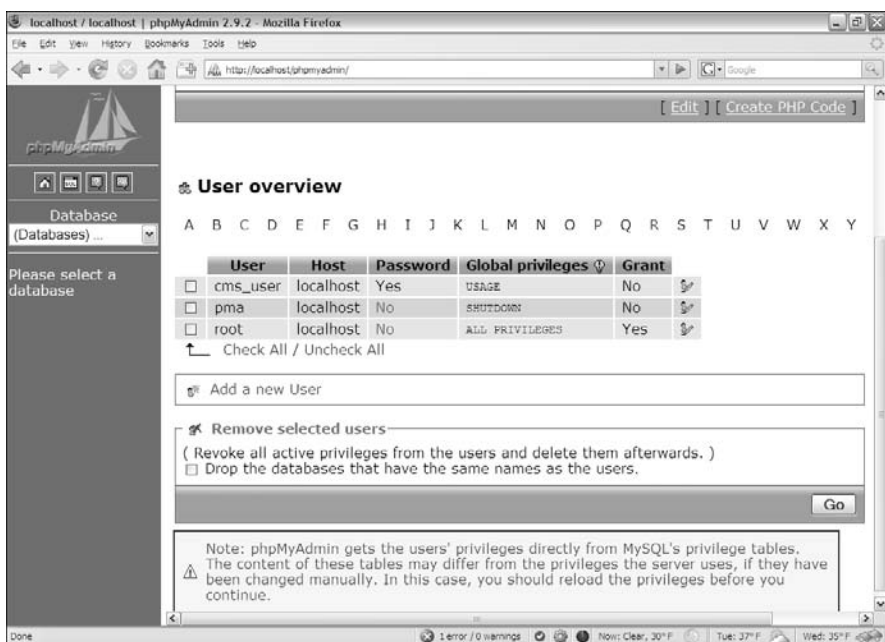 localhost / localhost | phpMyAdmin 2.9.2 - Mozilla Firefox
File Edit View History Bookmarks Tools Help
http://localhost/phpmyadmin/
Google
phpMyAdmin
[ Edit ] [ Create PHP Code ]
Database
(Databases) ...
Please select a
database
User overview
A B C D E F G H I J K L M N O P Q R S T U V W X Y
User Host Password Global privileges Grant
cms_user localhost Yes USAGE No
pma localhost No SHUTDOWN No
root localhost No ALL PRIVILEGES Yes
Check All / Uncheck All
Add a new User
Remove selected users
( Revoke all active privileges from the users and delete them afterwards. )
Drop the databases that have the same names as the users.
Go
Note: phpMyAdmin gets the users' privileges directly from MySQL's privilege tables.
The content of these tables may differ from the privileges the server uses, if they have
been changed manually. In this case, you should reload the privileges before you
continue.
Done
1 error / 0 warnings
Now: Clear, 30° F
Tue: 37° F
Wed: 35° F